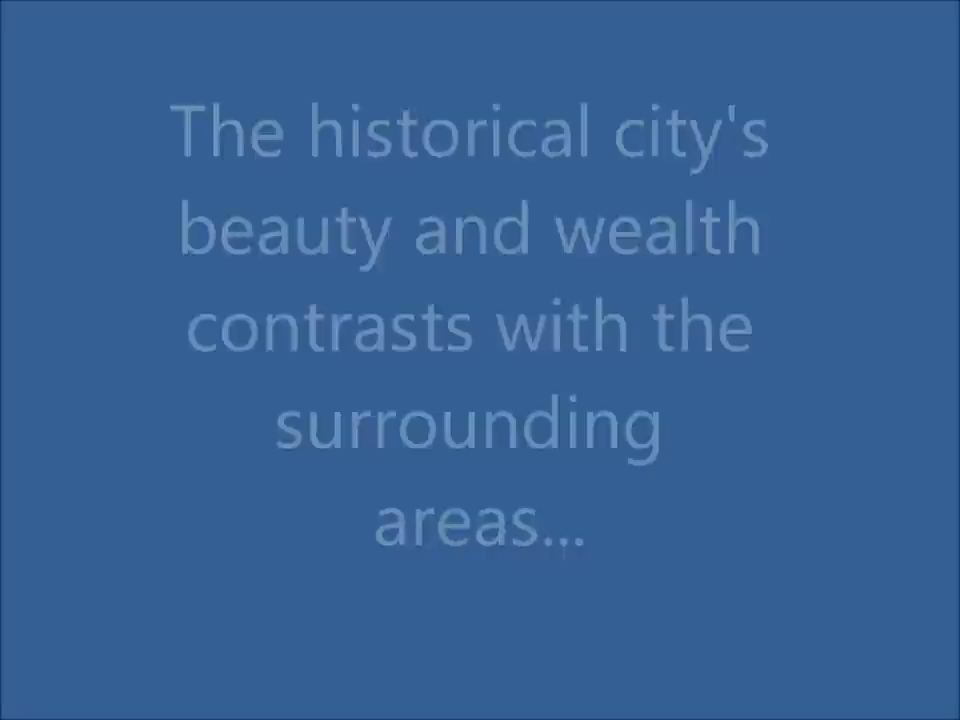 The historical city's
beauty and wealth
contrasts with the
surrounding
areas...